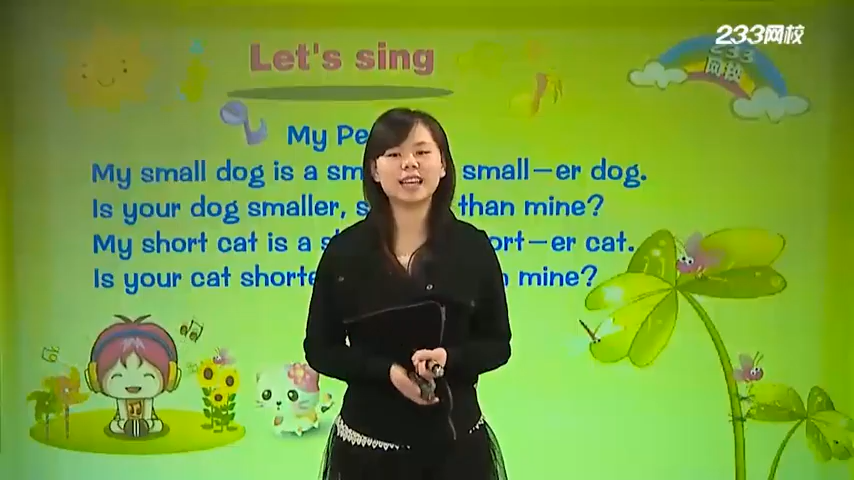 233网校
233
网校
Let's sing
My Pe
My small dog is a sm small—er dog.
Is your dog smaller, s than mine?
My short cat is a s ort—er cat.
Is your cat shorte n mine?